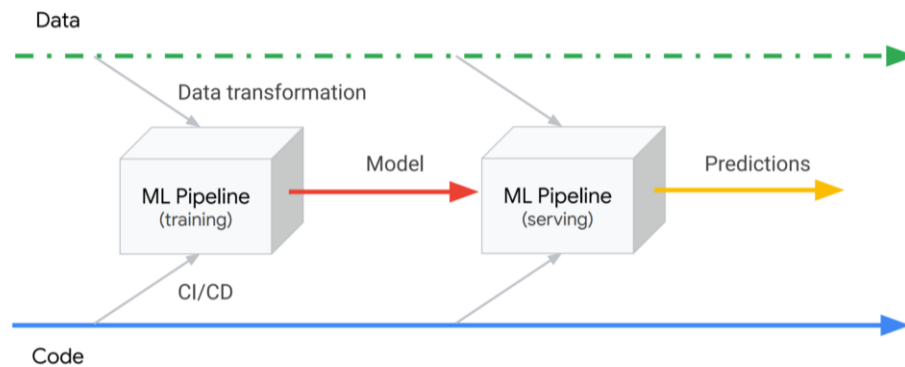 Data
Data transformation
ML Pipeline
(training)
Model
ML Pipeline
(serving)
Predictions
CI/CD
Code